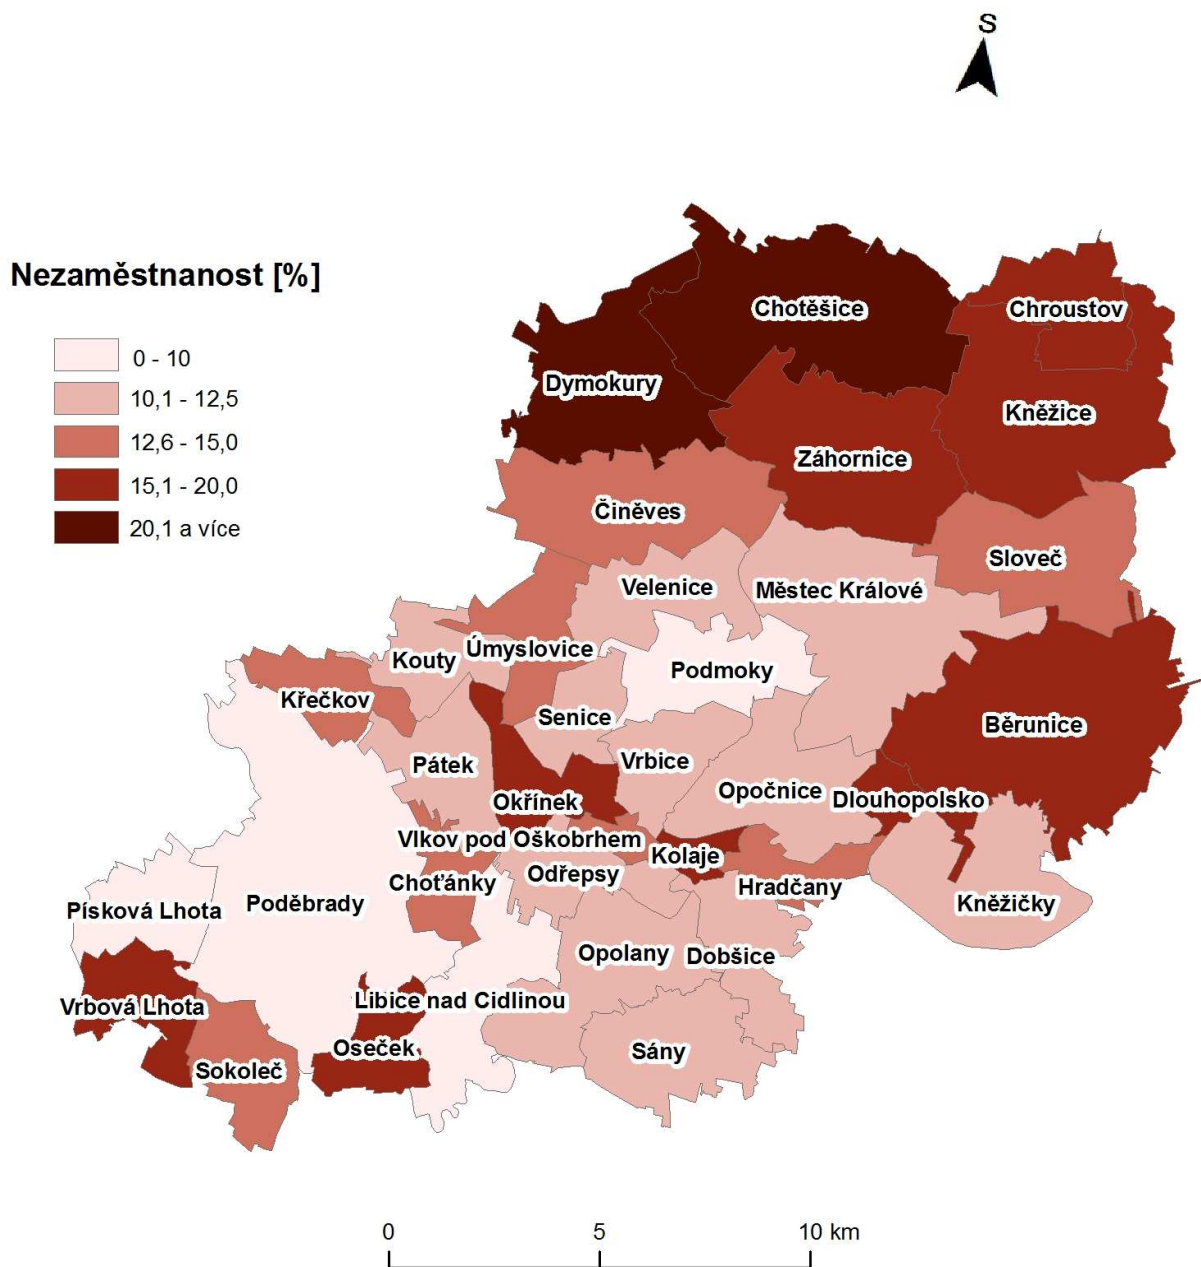 S
Nezaměstnanost [%]
0 - 10
10,1 - 12,5
12,6 - 15,0
15,1 - 20,0
20,1 a více
Chotěšice
Chroustov
Dymokury
Kněžice
Záhornice
Činěves
Sloveč
Velenice
Městec Králové
Úmyslovice
Kouty
Podmoky
Křečkov
Senice
Běrunice
Vrbice
Pátek
Opočnice
Okřínek
Dlouhopolsko
Vlkov pod Oškobrhem
Kolaje
Odřepsy
Choťánky
Hradčany
Kněžičky
Poděbrady
Písková Lhota
Opolany
Dobšice
Libice nad Cidlinou
Vrbová Lhota
Oseček
Sány
Sokoleč
0 5 10 km